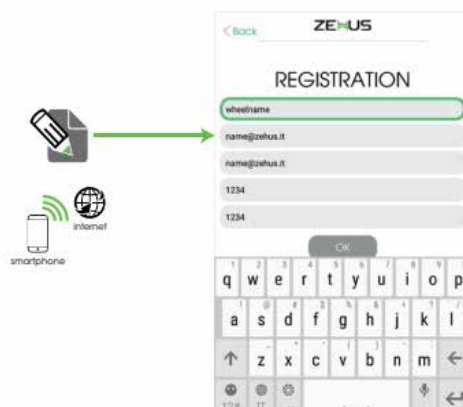 Back
ZEHUS
REGISTRATION
wheelname
name@zehus.it
name@zehus.it
1234
1234
OK
internet
smartphone
q w e r t y u i o p
a s d f g h j k l
z x c v b n m